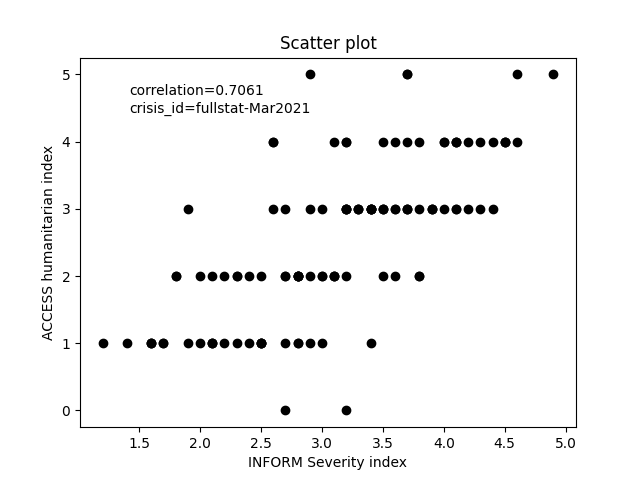 Scatter plot
correlation=0.7061
crisis_id=fullstat-Mar2021
ACCESS humanitarian index
5
4
3
2
1
0
1.5 2.0 2.5 3.0 3.5 4.0 4.5 5.0
INFORM Severity index